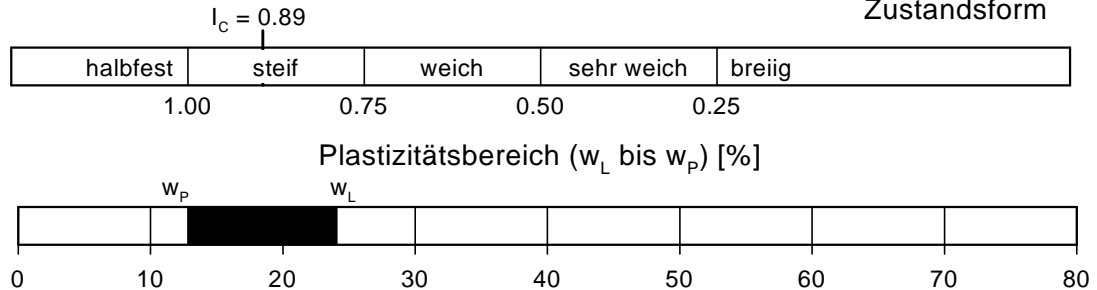 Zustandsform
I_C = 0.89
halbfest steif weich sehr weich breiig
1.00 0.75 0.50 0.25
Plastizitätsbereich (w_L bis w_P) [%]
w_P w_L
0 10 20 30 40 50 60 70 80